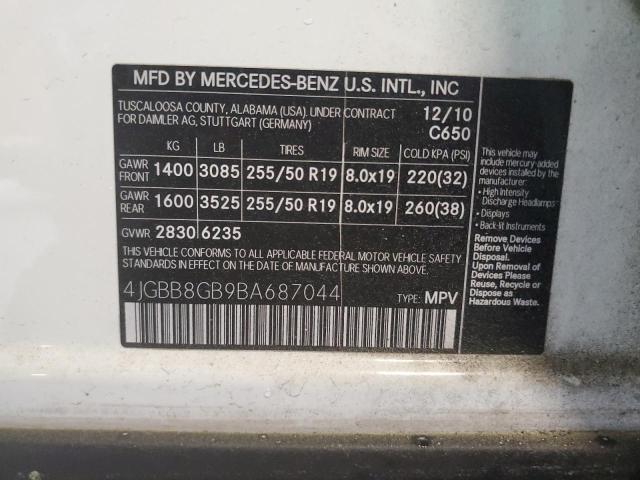 MFD BY MERCEDES-BENZ U.S. INTL., INC
TUSCALOOSA COUNTY, ALABAMA (USA). UNDER CONTRACT 12/10
FOR DAIMLER AG, STUTTGART (GERMANY) C650
KG LB TIRES RIM SIZE COLD KPA (PSI)
GAWR FRONT 1400 3085 255/50 R19 8.0x19 220(32)
GAWR REAR 1600 3525 255/50 R19 8.0x19 260(38)
GVWR 2830 6235
THIS VEHICLE CONFORMS TO ALL APPLICABLE FEDERAL MOTOR VEHICLE SAFETY
STANDARDS IN EFFECT ON THE DATE OF MANUFACTURE SHOWN ABOVE.
4JGBB8GB9BA687044 TYPE: MPV
This vehicle may
include mercury-added
devices installed by the
manufacturer:
• High Intensity
Discharge Headlamps
• Displays
• Back-lit Instruments
Remove Devices
Before Vehicle
Disposal.
Upon Removal of
Devices Please
Reuse, Recycle or
Dispose as
Hazardous Waste.